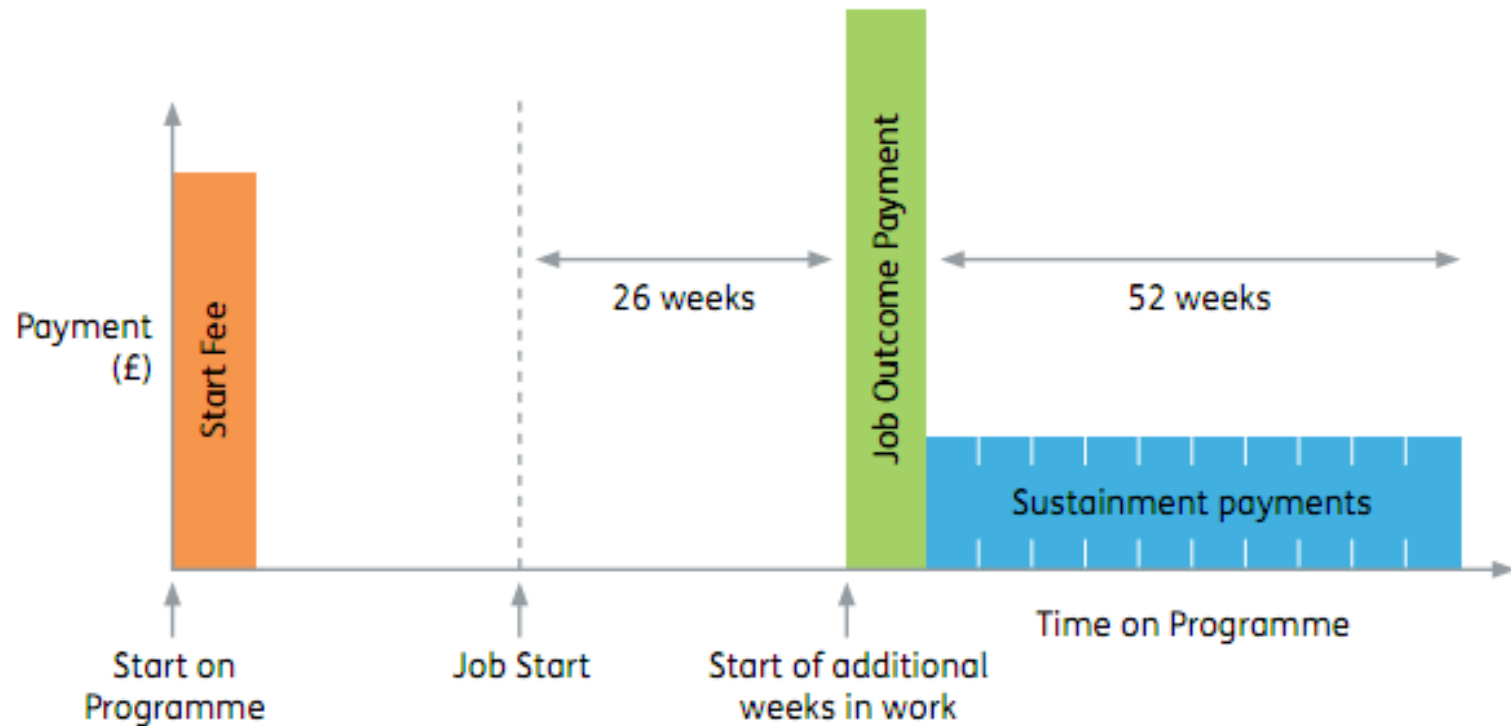 Payment
(£)
Start Fee
26 weeks
Job Outcome Payment
52 weeks
Sustainment payments
Time on Programme
Start on
Programme
Job Start
Start of additional
weeks in work